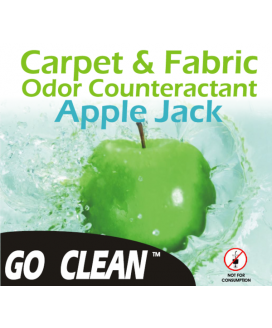 Carpet & Fabric
Odor Counteractant
Apple Jack
GO CLEAN™
NOT FOR
CONSUMPTION